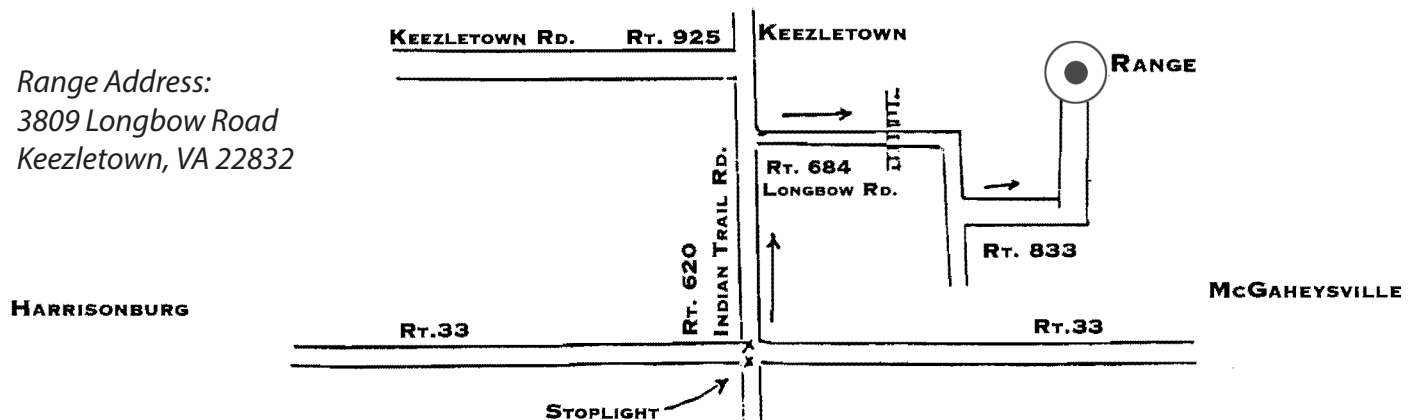 KEEZLETOWN RD. RT. 925
KEEZLETOWN
RANGE
Range Address:
3809 Longbow Road
Keezletown, VA 22832
RT. 684
LONGBOW RD.
RT. 620
INDIAN TRAIL RD.
RT. 833
HARRISONBURG
MCGAHEYSVILLE
RT.33
RT.33
STOPLIGHT